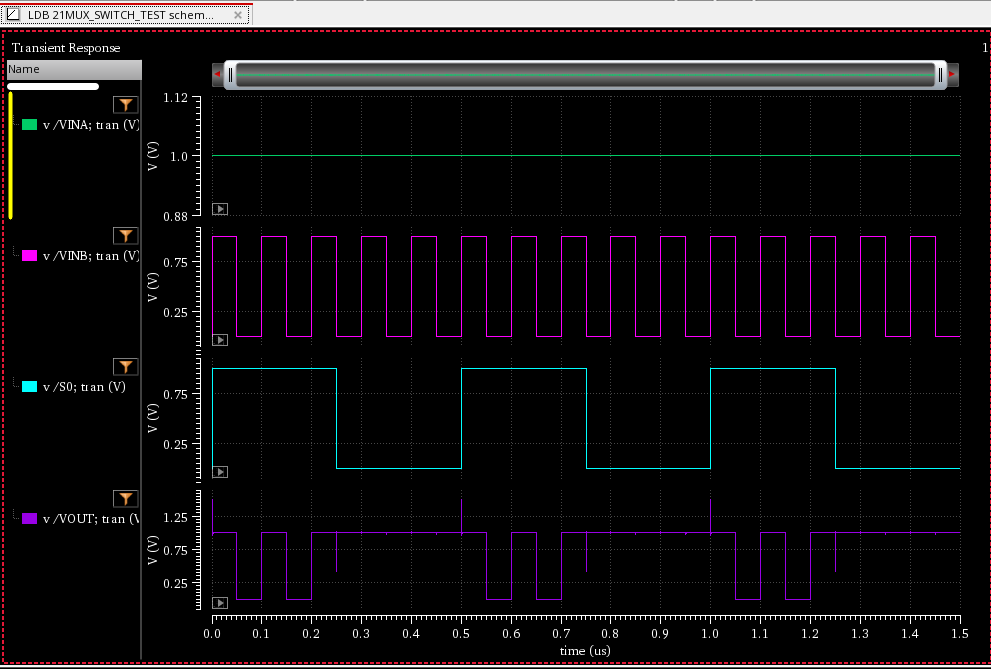 LDB 21MUX_SWITCH_TEST schem...
Transient Response
1
Name
v /VINA; tran (V)
1.12
1.0
0.88
V (V)
v /VINB; tran (V)
0.75
0.25
V (V)
v /S0; tran (V)
0.75
0.25
V (V)
v /VOUT; tran (V
1.25
0.75
0.25
V (V)
0.0 0.1 0.2 0.3 0.4 0.5 0.6 0.7 0.8 0.9 1.0 1.1 1.2 1.3 1.4 1.5
time (us)